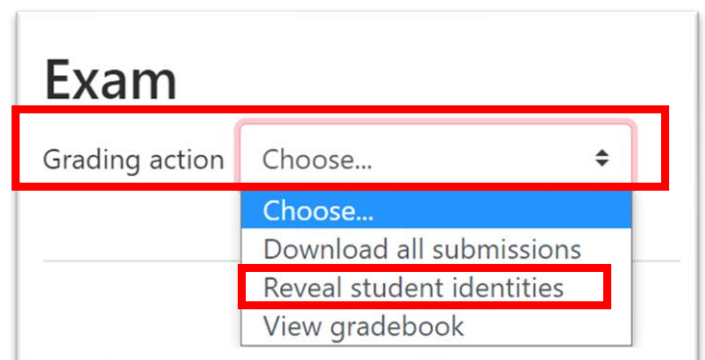 Exam
Grading action Choose...
Choose...
Download all submissions
Reveal student identities
View gradebook